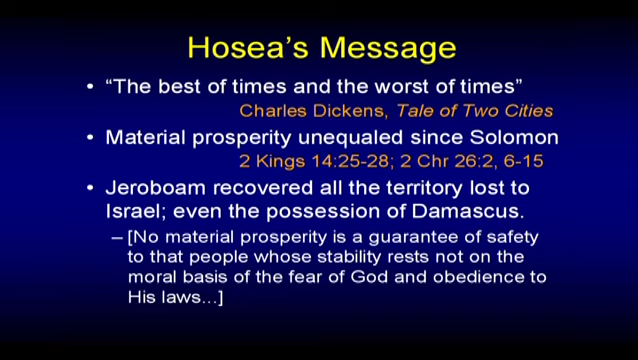 Hosea's Message
• “The best of times and the worst of times”
Charles Dickens, Tale of Two Cities
• Material prosperity unequaled since Solomon
2 Kings 14:25-28; 2 Chr 26:2, 6-15
• Jeroboam recovered all the territory lost to
Israel; even the possession of Damascus.
– [No material prosperity is a guarantee of safety
to that people whose stability rests not on the
moral basis of the fear of God and obedience to
His laws...]